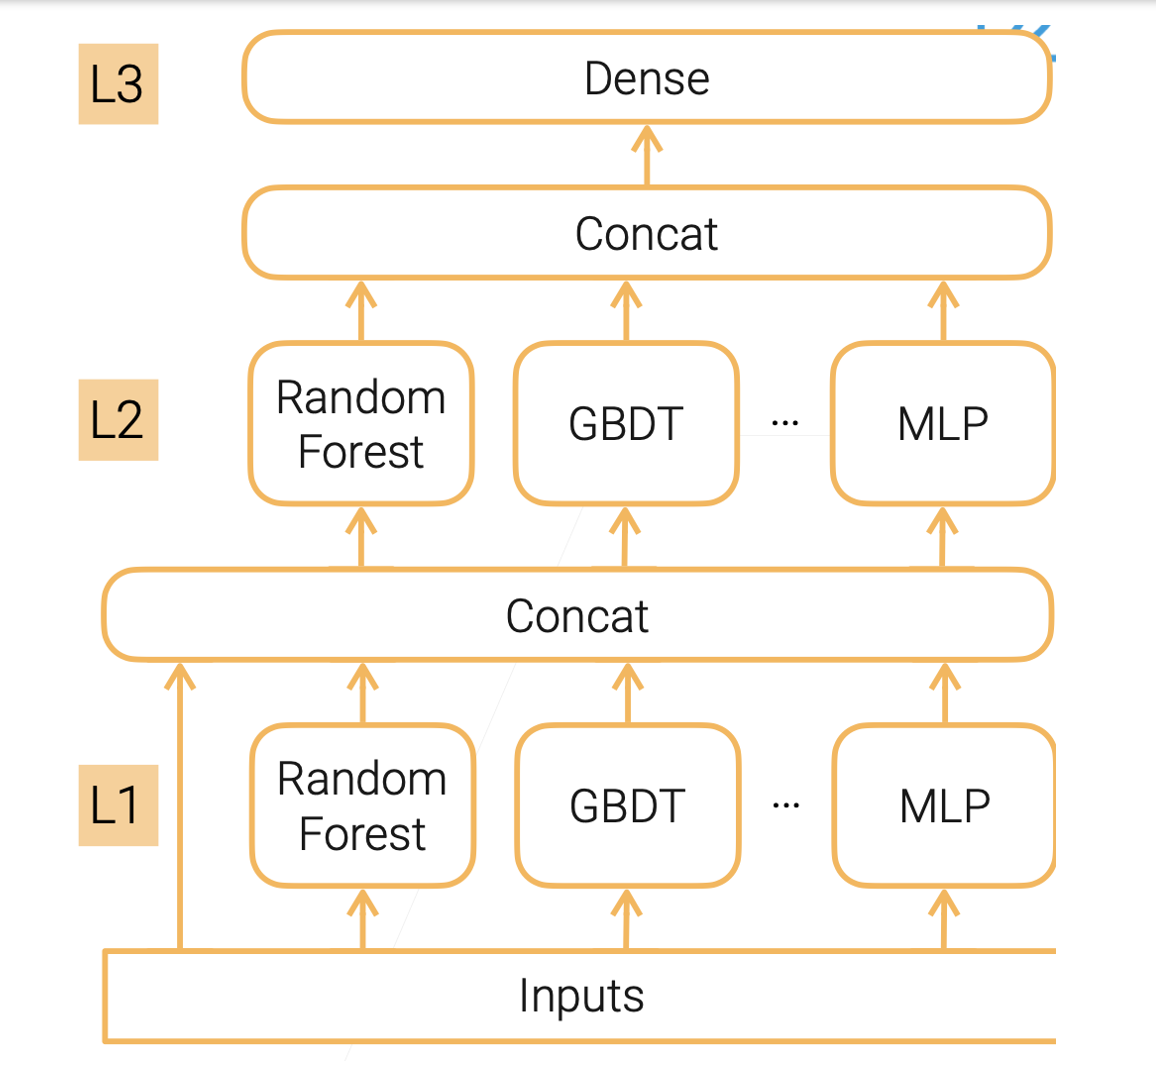 L3
Dense
Concat
L2
Random
Forest
GBDT
...
MLP
Concat
L1
Random
Forest
GBDT
...
MLP
Inputs